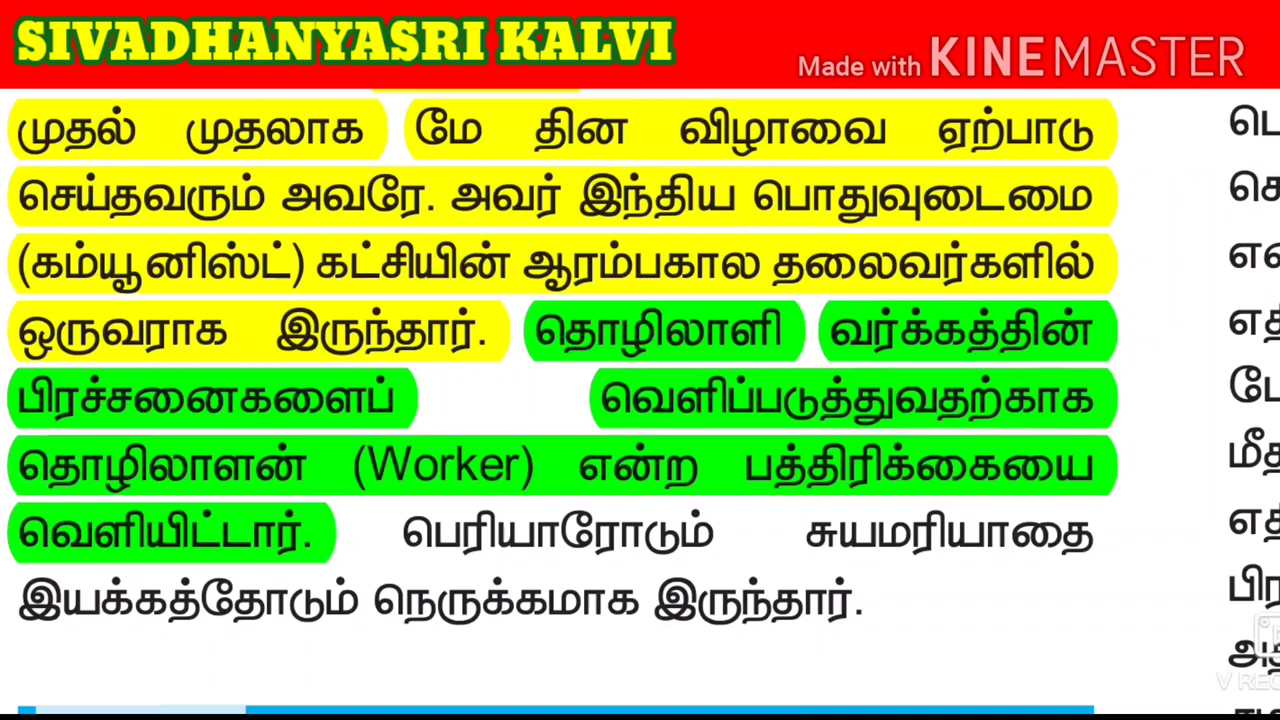 SIVADHANYASRI KALVI
Made with KINEMASTER
முதல் முதலாக மே தின விழாவை ஏற்பாடு
செய்தவரும் அவரே. அவர் இந்திய பொதுவுடைமை
(கம்யூனிஸ்ட்) கட்சியின் ஆரம்பகால தலைவர்களில்
ஒருவராக இருந்தார். தொழிலாளி வர்க்கத்தின்
பிரச்சனைகளைப் வெளிப்படுத்துவதற்காக
தொழிலாளன் (Worker) என்ற பத்திரிக்கையை
வெளியிட்டார். பெரியாரோடும் சுயமரியாதை
இயக்கத்தோடும் நெருக்கமாக இருந்தார்.